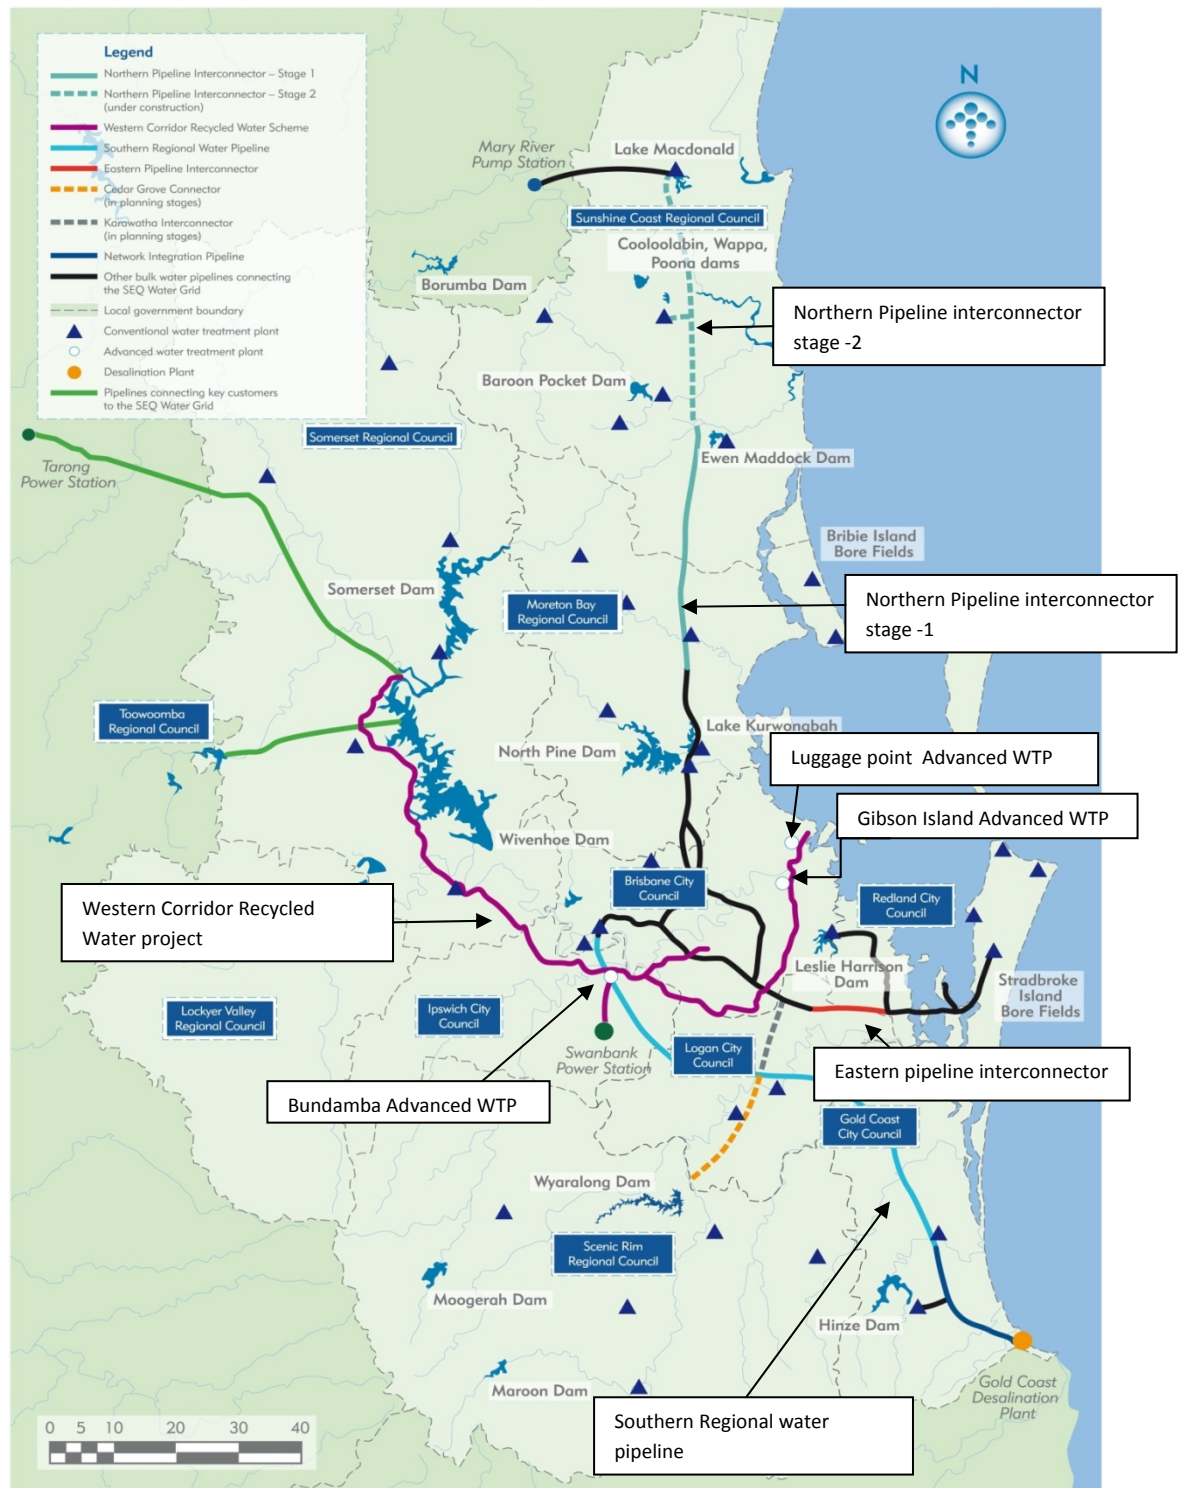 Legend
Northern Pipeline Interconnector – Stage 1
Northern Pipeline Interconnector – Stage 2
(under construction)
Western Corridor Recycled Water Scheme
Southern Regional Water Pipeline
Eastern Pipeline Interconnector
Cedar Grove Connector
(in planning stages)
Karawatha Interconnector
(in planning stages)
Network Integration Pipeline
Other bulk water pipelines connecting
the SEQ Water Grid
Local government boundary
Conventional water treatment plant
Advanced water treatment plant
Desalination Plant
Pipelines connecting key customers
to the SEQ Water Grid
N
Mary River
Pump Station
Lake Macdonald
Sunshine Coast Regional Council
Cooloolabin, Wappa,
Poona dams
Borumba Dam
Northern Pipeline interconnector
stage -2
Baroon Pocket Dam
Somerset Regional Council
Ewen Maddock Dam
Tarong
Power Station
Bribie Island
Bore Fields
Somerset Dam
Moreton Bay
Regional Council
Northern Pipeline interconnector
stage -1
Toowoomba
Regional Council
Lake Kurwongbah
North Pine Dam
Luggage point Advanced WTP
Gibson Island Advanced WTP
Wivenhoe Dam
Brisbane City
Council
Redland City
Council
Western Corridor Recycled
Water project
Leslie Harrison
Dam
Stradbroke
Island
Bore Fields
Lockyer Valley
Regional Council
Ipswich City
Council
Swanbank
Power Station
Logan City
Council
Eastern pipeline interconnector
Bundamba Advanced WTP
Gold Coast
City Council
Wyaralong Dam
Scenic Rim
Regional Council
Moogerah Dam
Hinze Dam
Maroon Dam
Gold Coast
Desalination
Plant
Southern Regional water
pipeline
0 5 10 20 30 40